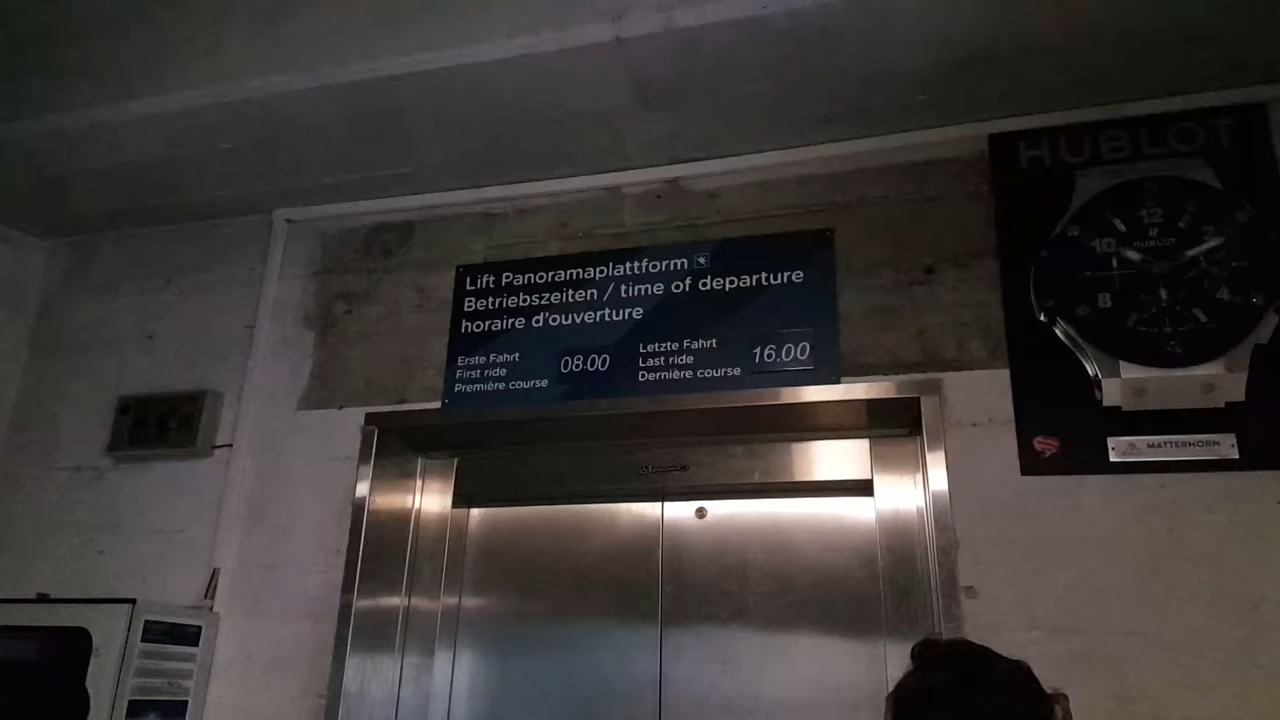 Lift Panoramaplattform
Betriebszeiten / time of departure
horaire d'ouverture
Erste Fahrt
First ride
Première course
08.00
Letzte Fahrt
Last ride
Dernière course
16.00
HUBLOT
12
10
2
HUBLOT
8
4
MATTERHORN